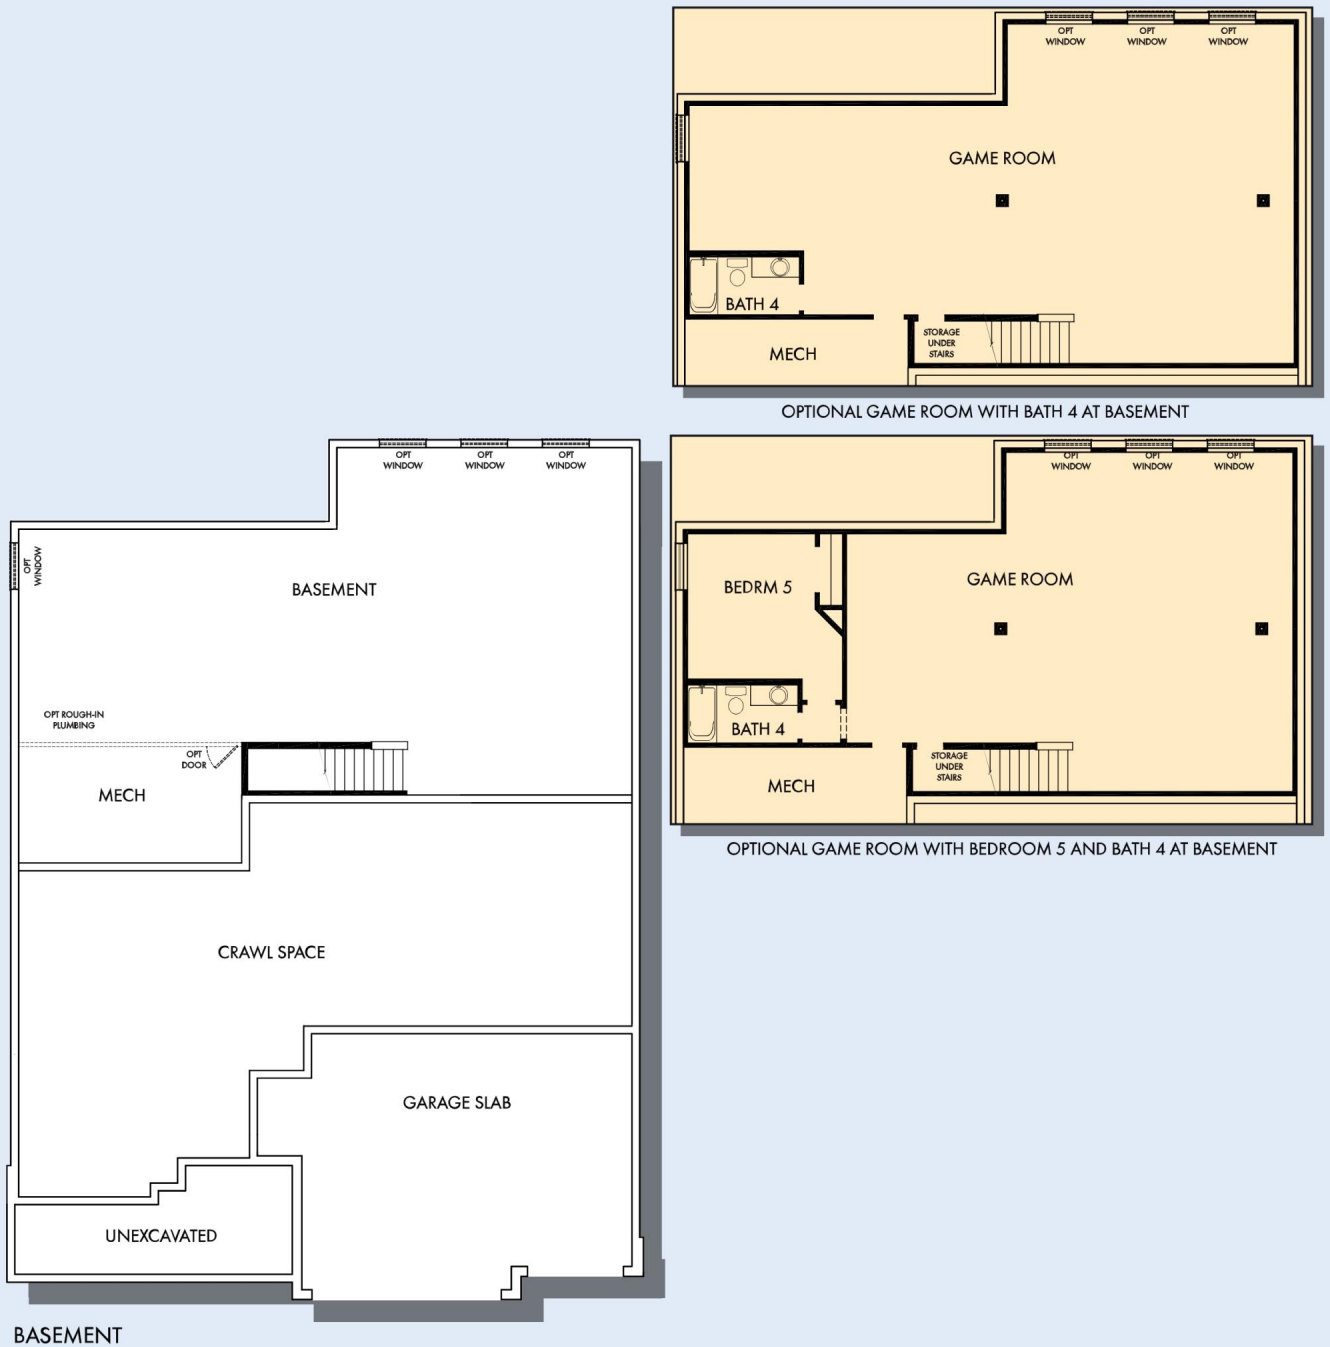 OPT
WINDOW
OPT
WINDOW
OPT
WINDOW
GAME ROOM
BATH 4
MECH
STORAGE
UNDER
STAIRS
OPTIONAL GAME ROOM WITH BATH 4 AT BASEMENT
OPT
WINDOW
OPT
WINDOW
OPT
WINDOW
OPT
WINDOW
BASEMENT
OPT ROUGH-IN
PLUMBING
OPT
DOOR
MECH
CRAWL SPACE
GARAGE SLAB
UNEXCAVATED
BASEMENT
OPT
WINDOW
OPT
WINDOW
OPT
WINDOW
BEDRM 5
GAME ROOM
BATH 4
MECH
STORAGE
UNDER
STAIRS
OPTIONAL GAME ROOM WITH BEDROOM 5 AND BATH 4 AT BASEMENT